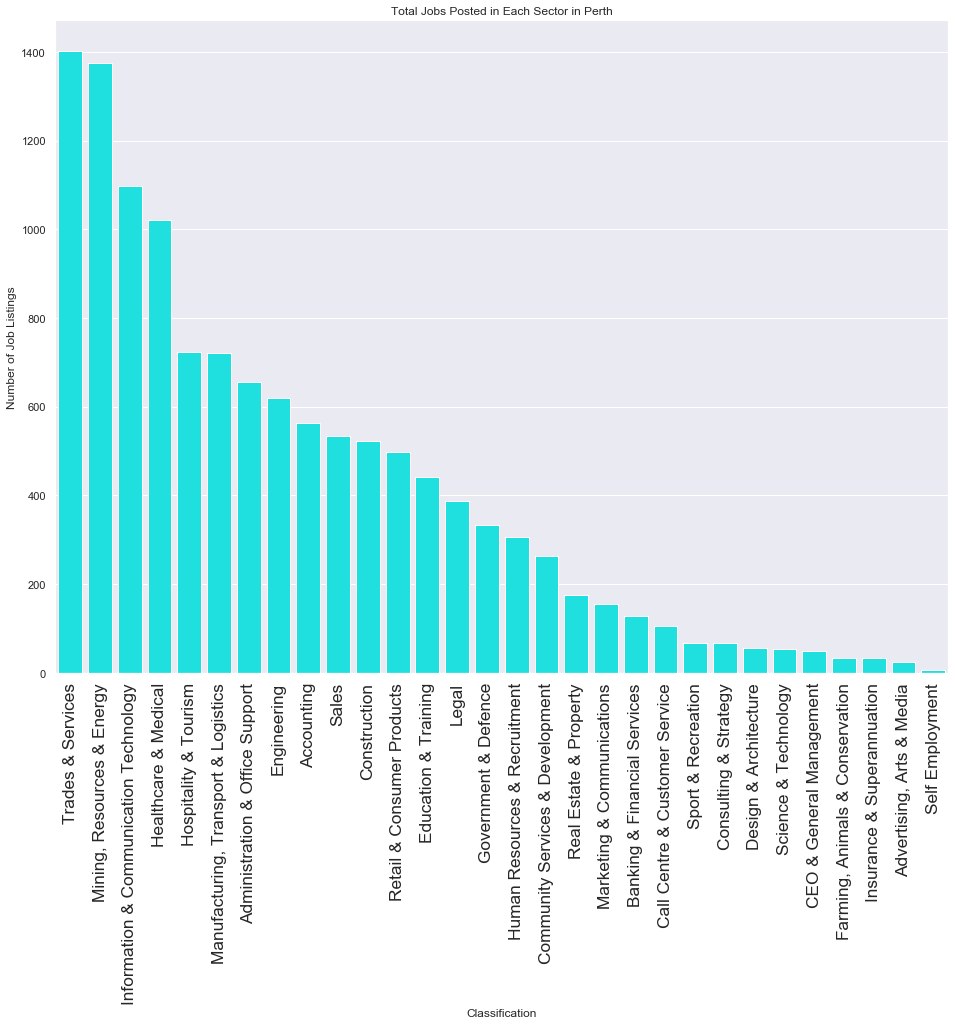 Total Jobs Posted in Each Sector in Perth
Number of Job Listings
1400
1200
1000
800
600
400
200
0
Trades & Services
Mining, Resources & Energy
Information & Communication Technology
Healthcare & Medical
Hospitality & Tourism
Manufacturing, Transport & Logistics
Administration & Office Support
Engineering
Accounting
Sales
Construction
Retail & Consumer Products
Education & Training
Legal
Government & Defence
Human Resources & Recruitment
Community Services & Development
Real Estate & Property
Marketing & Communications
Banking & Financial Services
Call Centre & Customer Service
Sport & Recreation
Consulting & Strategy
Design & Architecture
Science & Technology
CEO & General Management
Farming, Animals & Conservation
Insurance & Superannuation
Advertising, Arts & Media
Self Employment
Classification